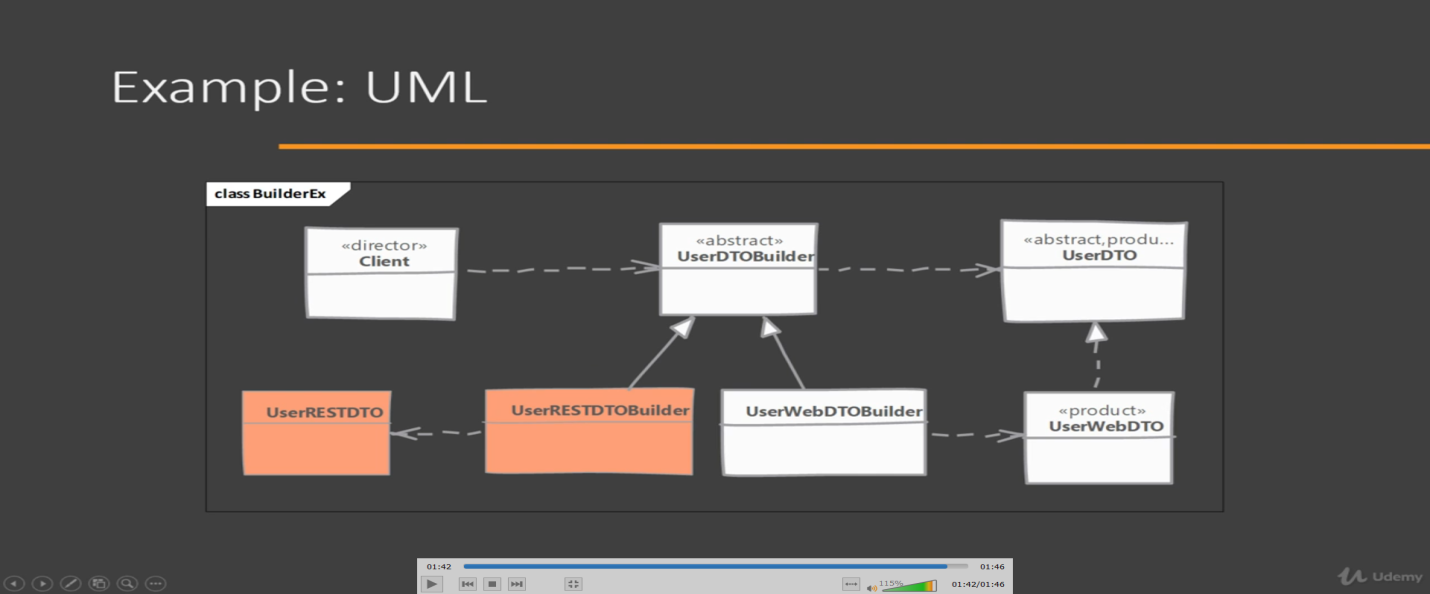 Example: UML
class BuilderEx
«director»
Client
«abstract»
UserDTOBuilder
«abstract,produ...
UserDTO
UserRESTDTO
UserRESTDTOBuilder
UserWebDTOBuilder
«product»
UserWebDTO
01:42
01:46
115%
01:42/01:46
Udemy